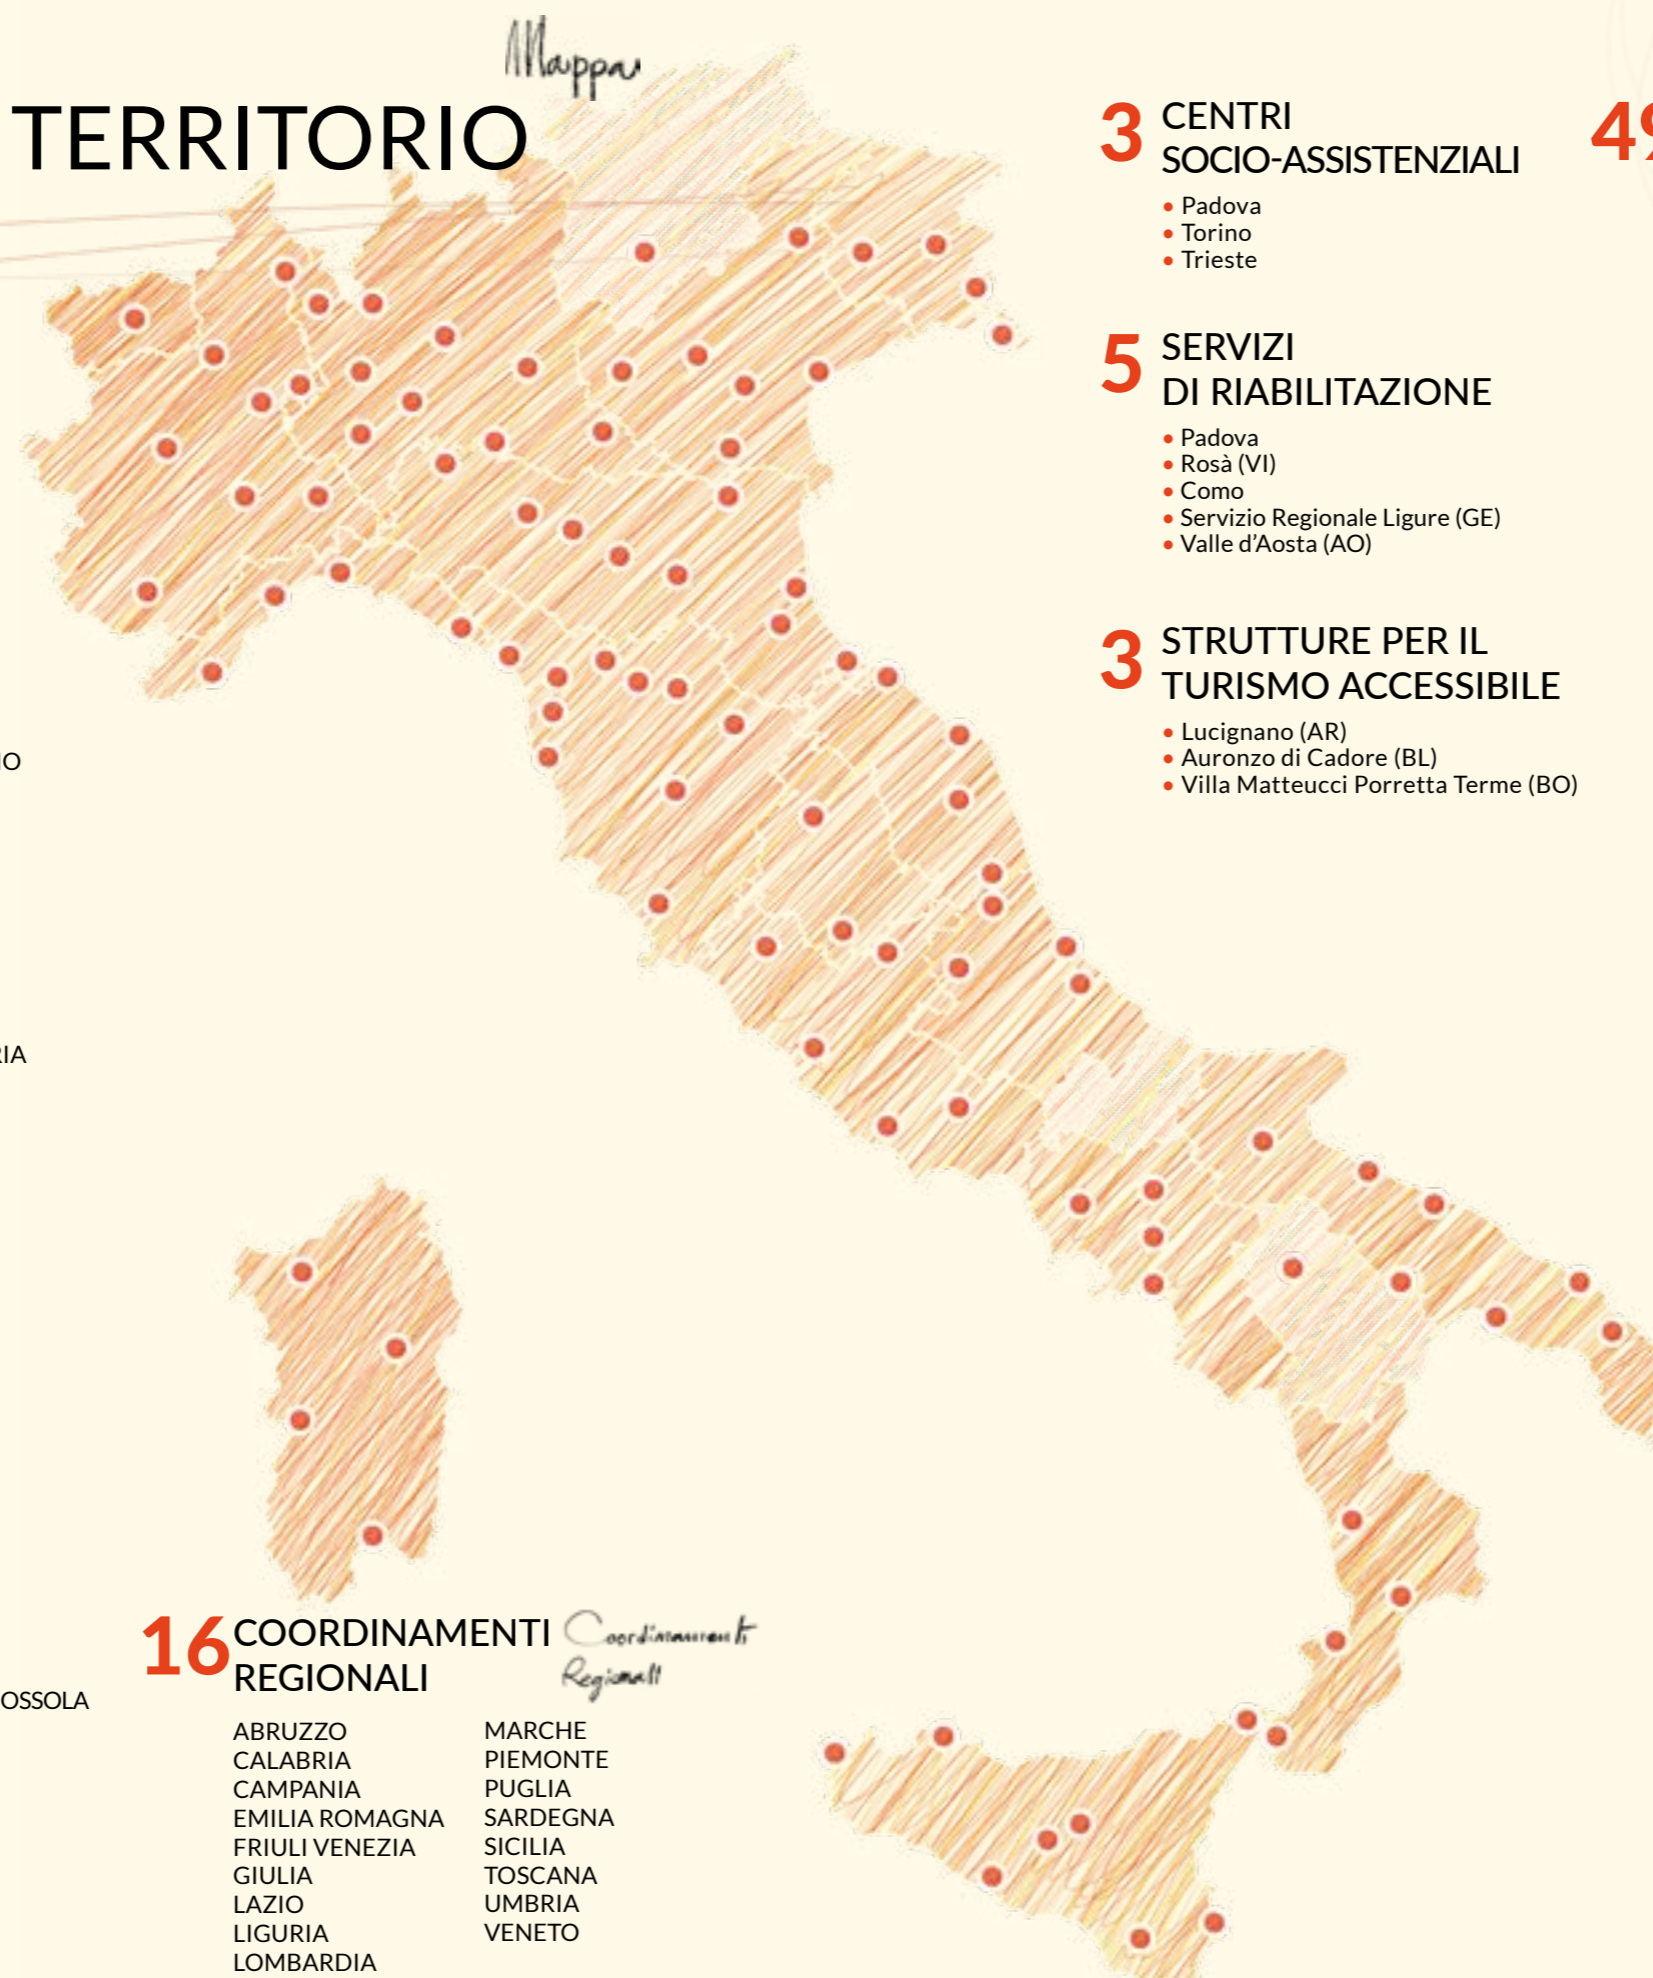 Mappa
TERRITORIO
3 CENTRI
SOCIO-ASSISTENZIALI
• Padova
• Torino
• Trieste
49
5 SERVIZI
DI RIABILITAZIONE
• Padova
• Rosà (VI)
• Como
• Servizio Regionale Ligure (GE)
• Valle d’Aosta (AO)
3 STRUTTURE PER IL
TURISMO ACCESSIBILE
• Lucignano (AR)
• Auronzo di Cadore (BL)
• Villa Matteucci Porretta Terme (BO)
IO
RIA
OSSOLA
16 COORDINAMENTI
REGIONALI
Coordinamenti
Regionali
ABRUZZO
CALABRIA
CAMPANIA
EMILIA ROMAGNA
FRIULI VENEZIA
GIULIA
LAZIO
LIGURIA
LOMBARDIA
MARCHE
PIEMONTE
PUGLIA
SARDEGNA
SICILIA
TOSCANA
UMBRIA
VENETO